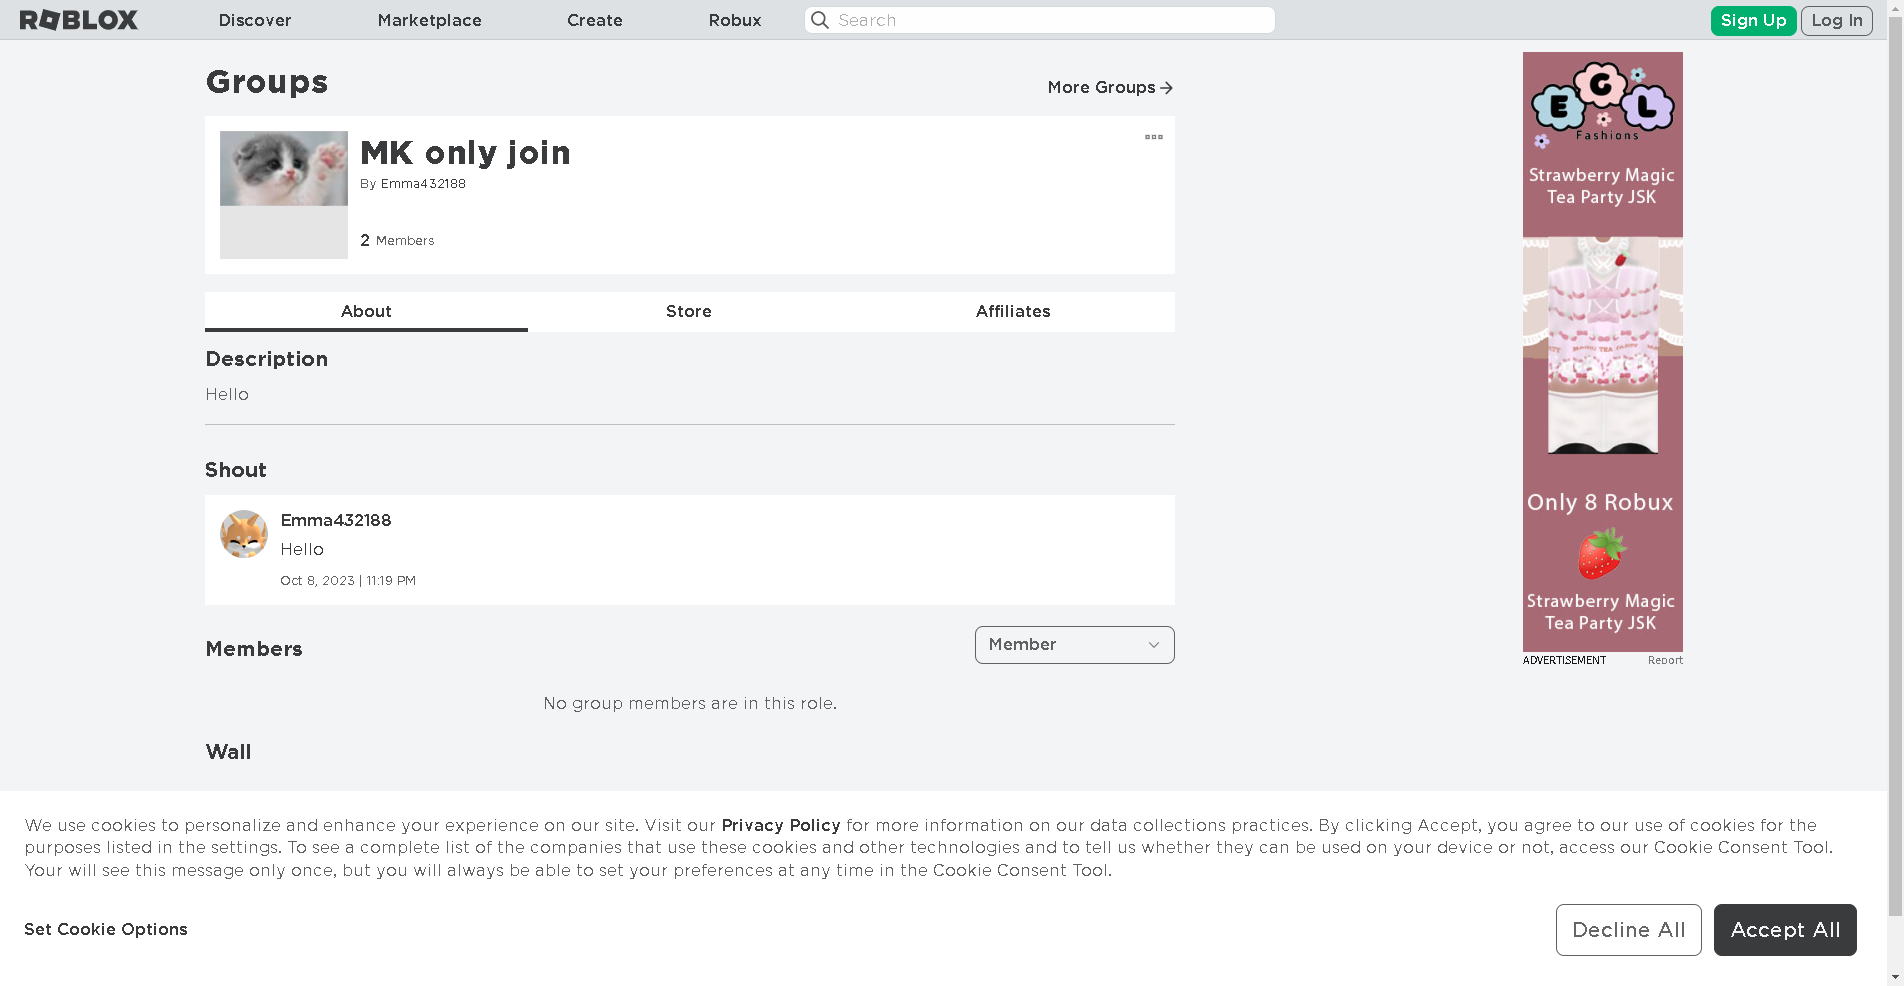 ROBLOX
Discover
Marketplace
Create
Robux
Search
Sign Up
Log In
Groups
More Groups
MK only join
By Emma432188
2 Members
About
Store
Affiliates
Description
Hello
Shout
Emma432188
Hello
Oct 8, 2023 | 11:19 PM
Members
Member
No group members are in this role.
Wall
EGL
Fashions
Strawberry Magic
Tea Party JSK
Only 8 Robux
Strawberry Magic
Tea Party JSK
ADVERTISEMENT
Report
We use cookies to personalize and enhance your experience on our site. Visit our Privacy Policy for more information on our data collections practices. By clicking Accept, you agree to our use of cookies for the
purposes listed in the settings. To see a complete list of the companies that use these cookies and other technologies and to tell us whether they can be used on your device or not, access our Cookie Consent Tool.
Your will see this message only once, but you will always be able to set your preferences at any time in the Cookie Consent Tool.
Set Cookie Options
Decline All
Accept All